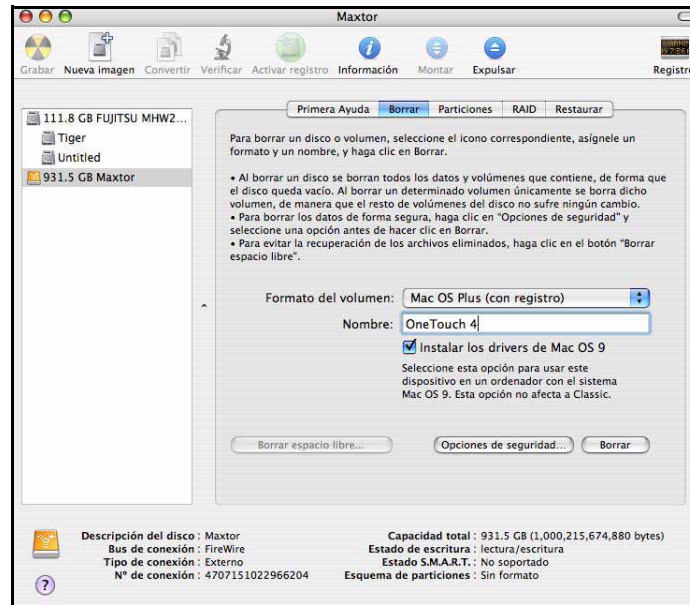 Maxtor
Grabar Nueva imagen Convertir Verificar Activar registro Información Montar Expulsar Registro
Primera Ayuda Borrar Particiones RAID Restaurar
111.8 GB FUJITSU MHW2...
Tiger
Untitled
931.5 GB Maxtor
Para borrar un disco o volumen, seleccione el icono correspondiente, asígnele un
formato y un nombre, y haga clic en Borrar.
• Al borrar un disco se borran todos los datos y volúmenes que contiene, de forma que
el disco queda vacío. Al borrar un determinado volumen únicamente se borra dicho
volumen, de manera que el resto de volúmenes del disco no sufre ningún cambio.
• Para borrar los datos de forma segura, haga clic en "Opciones de seguridad" y
seleccione una opción antes de hacer clic en Borrar.
• Para evitar la recuperación de los archivos eliminados, haga clic en el botón "Borrar
espacio libre".
Formato del volumen: Mac OS Plus (con registro)
Nombre: OneTouch 4
Instalar los drivers de Mac OS 9
Seleccione esta opción para usar este
dispositivo en un ordenador con el sistema
Mac OS 9. Esta opción no afecta a Classic.
Borrar espacio libre... Opciones de seguridad... Borrar
Descripción del disco : Maxtor
Bus de conexión : FireWire
Tipo de conexión : Externo
Nº de conexión : 4707151022966204
Capacidad total : 931.5 GB (1,000,215,674,880 bytes)
Estado de escritura : lectura/escritura
Estado S.M.A.R.T. : No soportado
Esquema de particiones : Sin formato
?